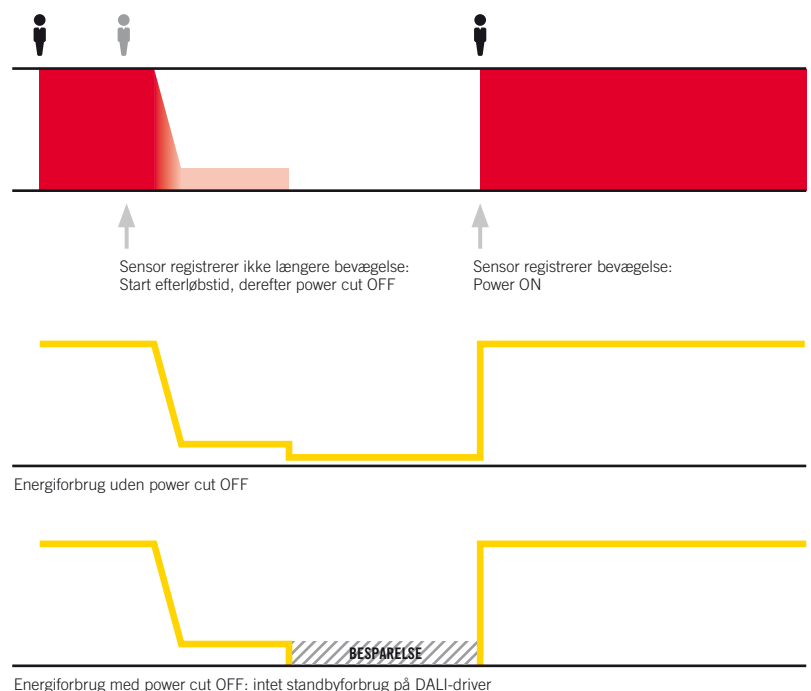 Sensor registrerer ikke længere bevægelse:
Start efterløbstid, derefter power cut OFF
Sensor registrerer bevægelse:
Power ON
Energiforbrug uden power cut OFF
BESPARELSE
Energiforbrug med power cut OFF: intet standbyforbrug på DALI-driver